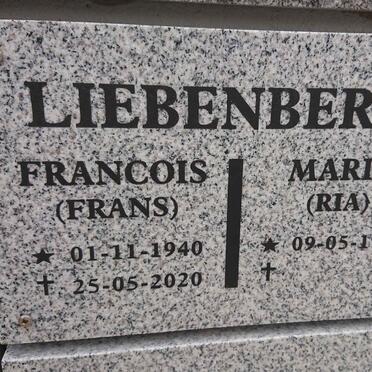 LIEBENBER
FRANCOIS
(FRANS)
★ 01-11-1940
✝ 25-05-2020
MARI
(RIA)
★ 09-05-1
✝